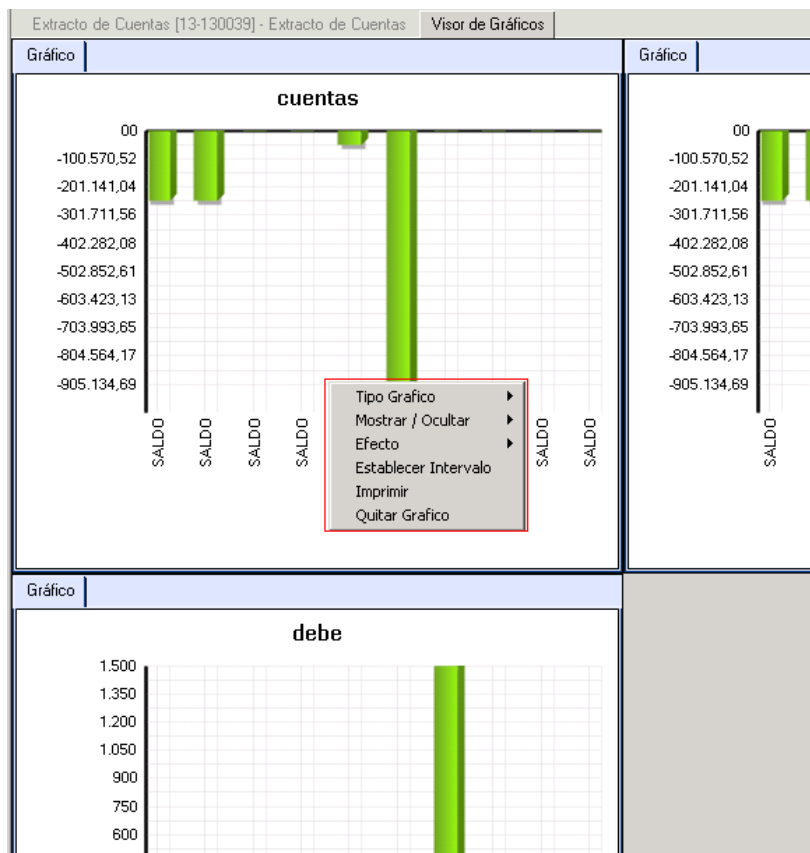 Extracto de Cuentas [13-130039] - Extracto de Cuentas
Visor de Gráficos
Gráfico
cuentas
00
-100.570,52
-201.141,04
-301.711,56
-402.282,08
-502.852,61
-603.423,13
-703.993,65
-804.564,17
-905.134,69
SALDO
SALDO
SALDO
SALDO
SALDO
SALDO
Tipo Grafico
Mostrar / Ocultar
Efecto
Establecer Intervalo
Imprimir
Quitar Grafico
Gráfico
00
-100.570,52
-201.141,04
-301.711,56
-402.282,08
-502.852,61
-603.423,13
-703.993,65
-804.564,17
-905.134,69
SALDO
Gráfico
debe
1.500
1.350
1.200
1.050
900
750
600